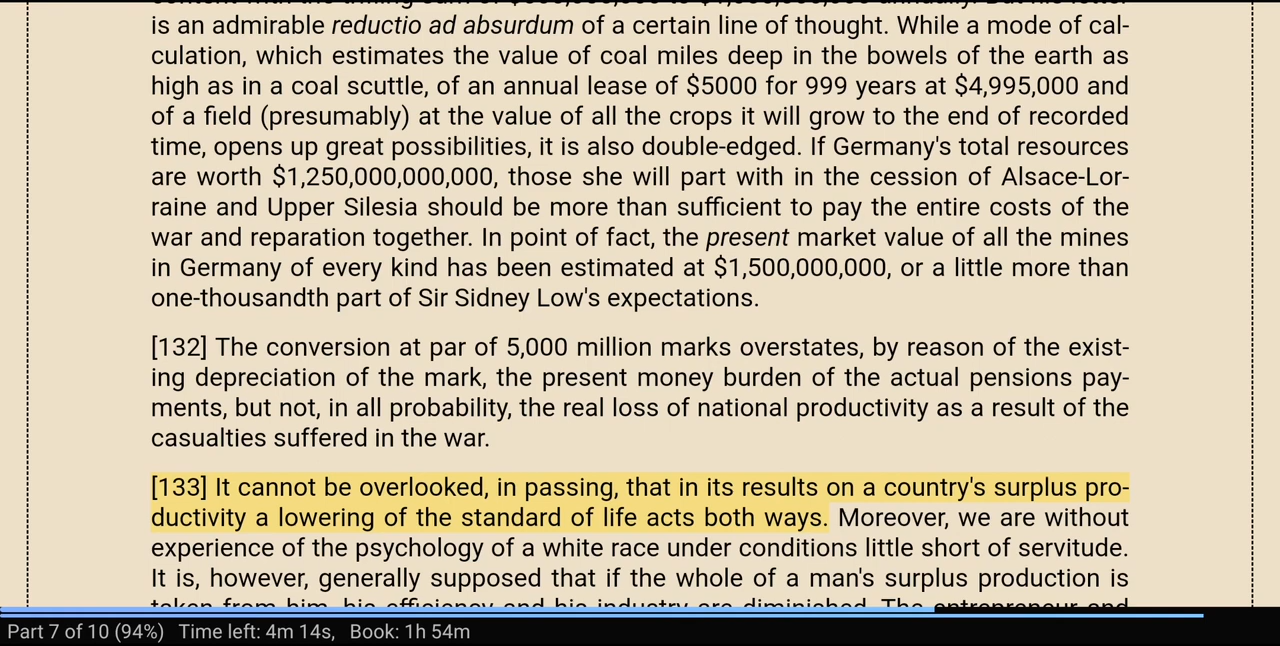 is an admirable reductio ad absurdum of a certain line of thought. While a mode of cal-
culation, which estimates the value of coal miles deep in the bowels of the earth as
high as in a coal scuttle, of an annual lease of $5000 for 999 years at $4,995,000 and
of a field (presumably) at the value of all the crops it will grow to the end of recorded
time, opens up great possibilities, it is also double-edged. If Germany's total resources
are worth $1,250,000,000,000, those she will part with in the cession of Alsace-Lor-
raine and Upper Silesia should be more than sufficient to pay the entire costs of the
war and reparation together. In point of fact, the present market value of all the mines
in Germany of every kind has been estimated at $1,500,000,000, or a little more than
one-thousandth part of Sir Sidney Low's expectations.
[132] The conversion at par of 5,000 million marks overstates, by reason of the exist-
ing depreciation of the mark, the present money burden of the actual pensions pay-
ments, but not, in all probability, the real loss of national productivity as a result of the
casualties suffered in the war.
[133] It cannot be overlooked, in passing, that in its results on a country's surplus pro-
ductivity a lowering of the standard of life acts both ways. Moreover, we are without
experience of the psychology of a white race under conditions little short of servitude.
It is, however, generally supposed that if the whole of a man's surplus production is
taken from him, his efficiency and his industry are diminished. The entrepreneur and
Part 7 of 10 (94%) Time left: 4m 14s, Book: 1h 54m